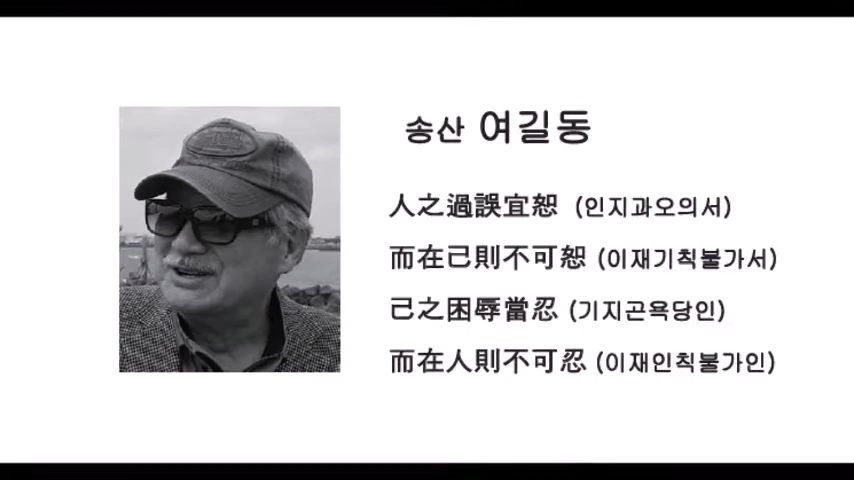 송산 여길동
人之過誤宜恕 (인지과오의서)
而在己則不可恕 (이재기칙불가서)
己之困辱當忍 (기지곤욕당인)
而在人則不可忍 (이재인칙불가인)